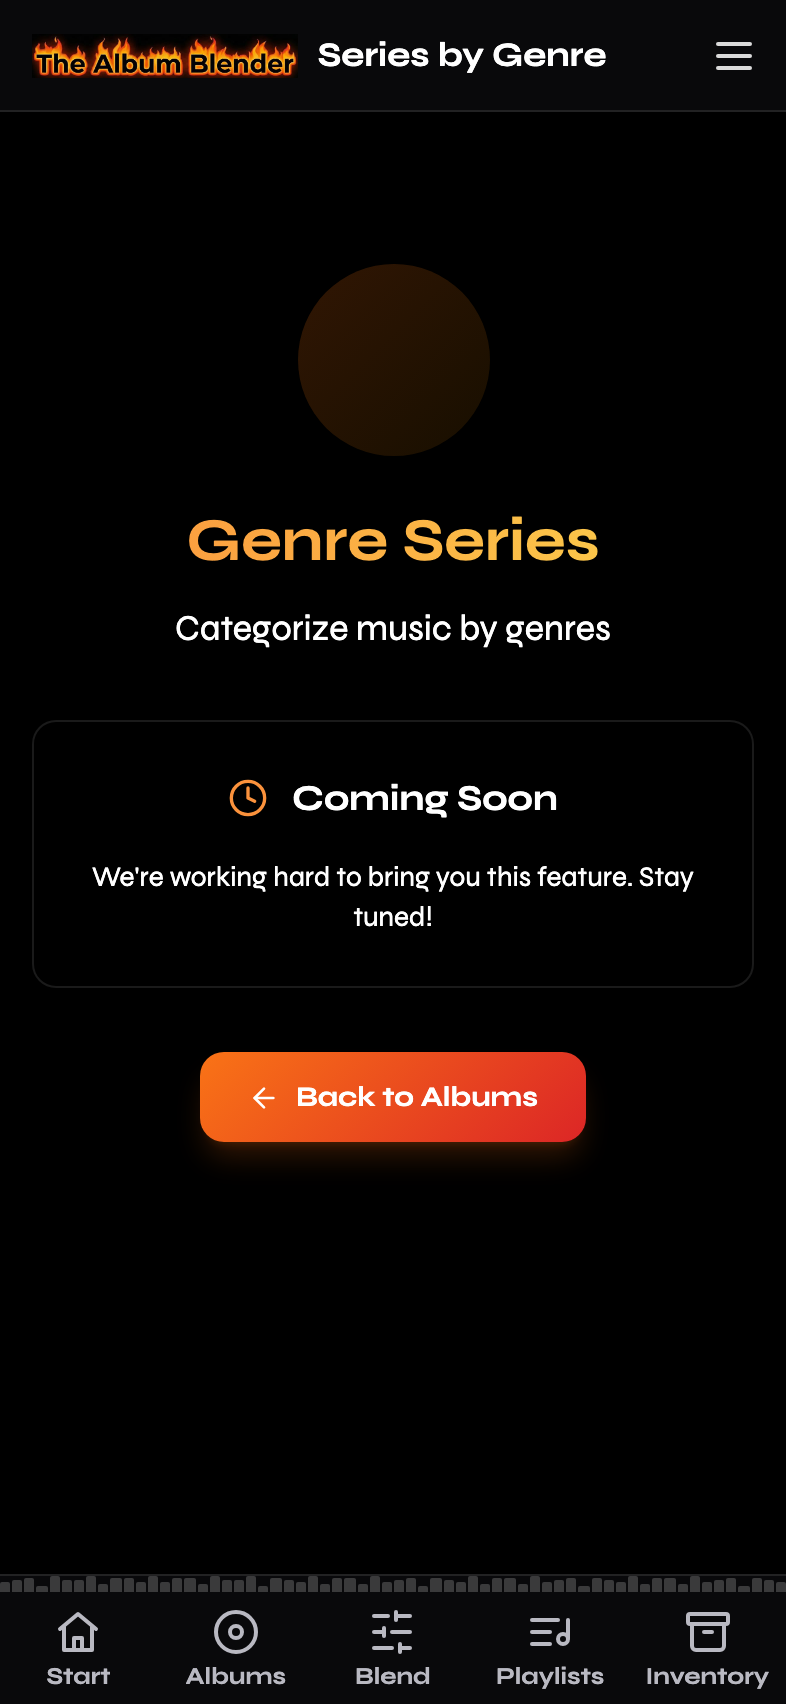 The Album Blender
Series by Genre
Genre Series
Categorize music by genres
Coming Soon
We're working hard to bring you this feature. Stay
tuned!
Back to Albums
Start
Albums
Blend
Playlists
Inventory